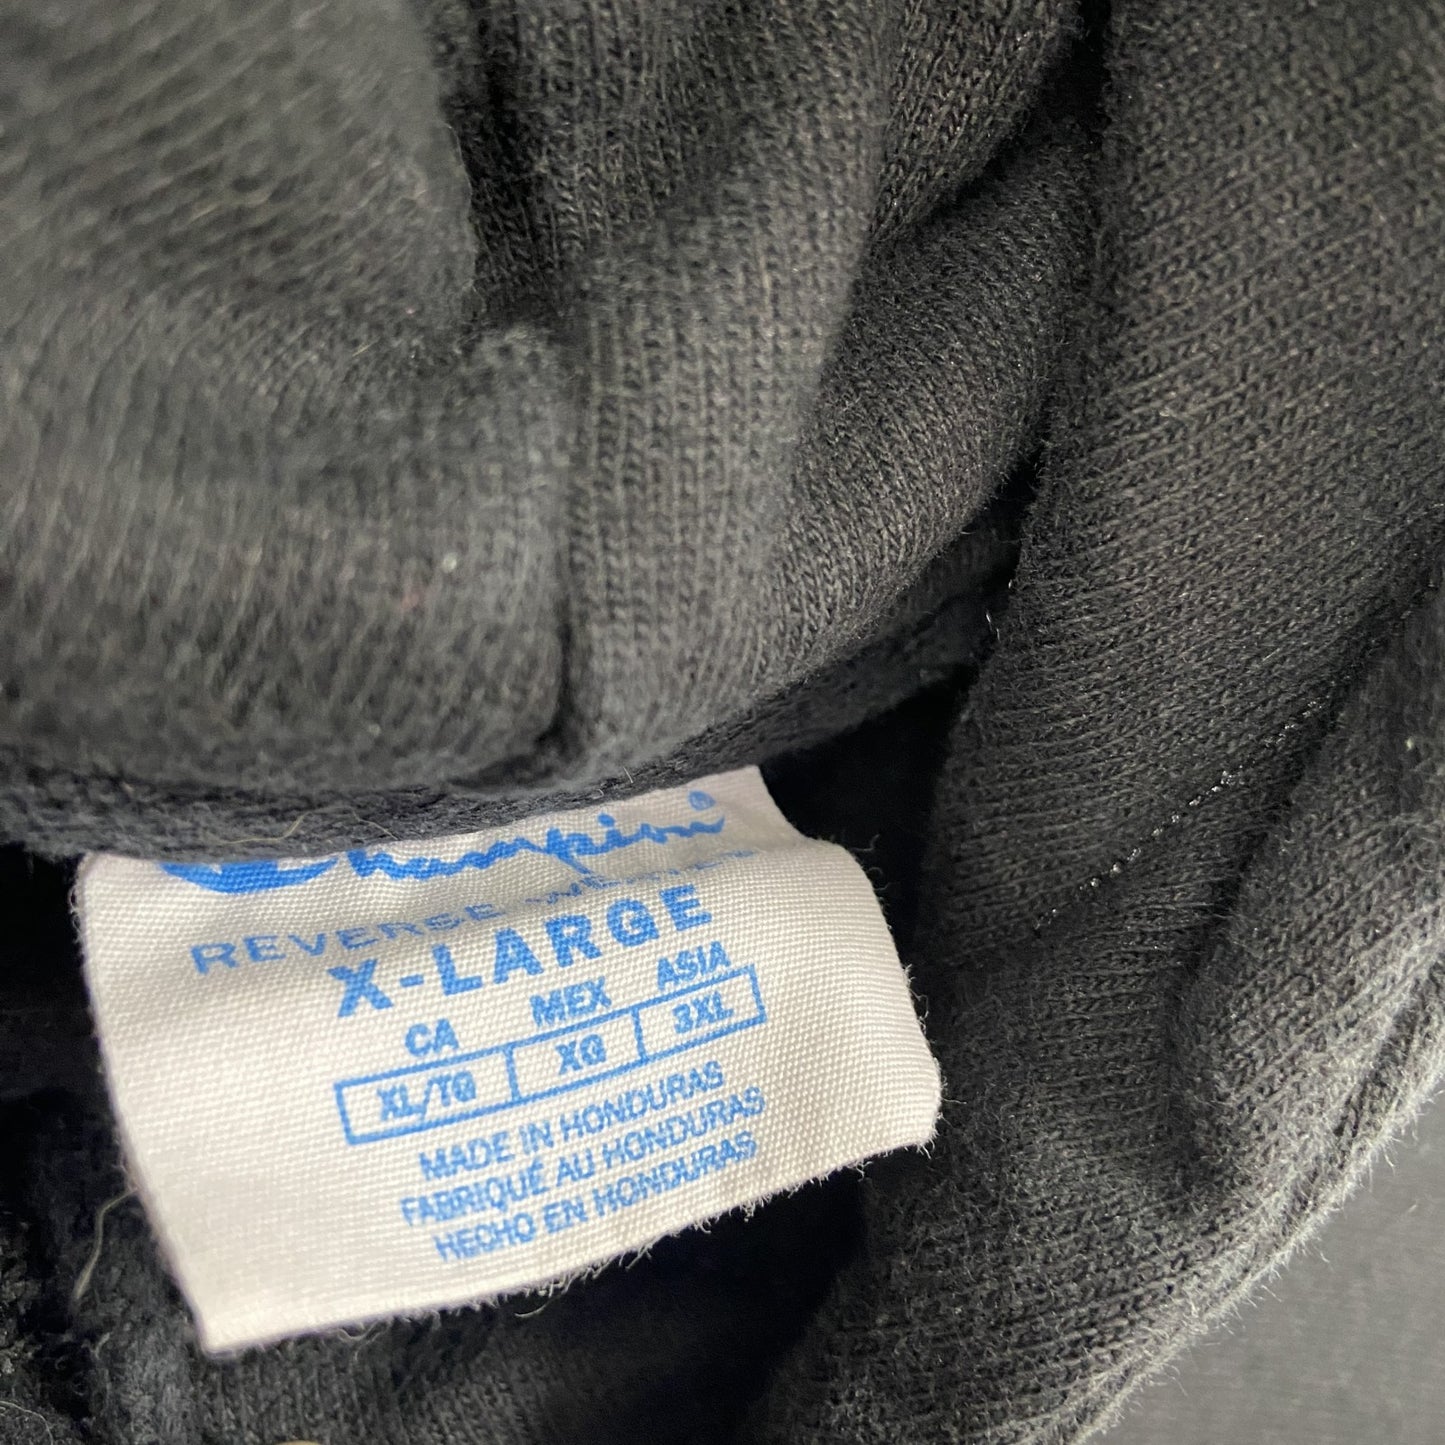 Champion®
REVERSE WEAVE
X-LARGE
CA MEX ASIA
XL/TG XG 3XL
MADE IN HONDURAS
FABRIQUÉ AU HONDURAS
HECHO EN HONDURAS